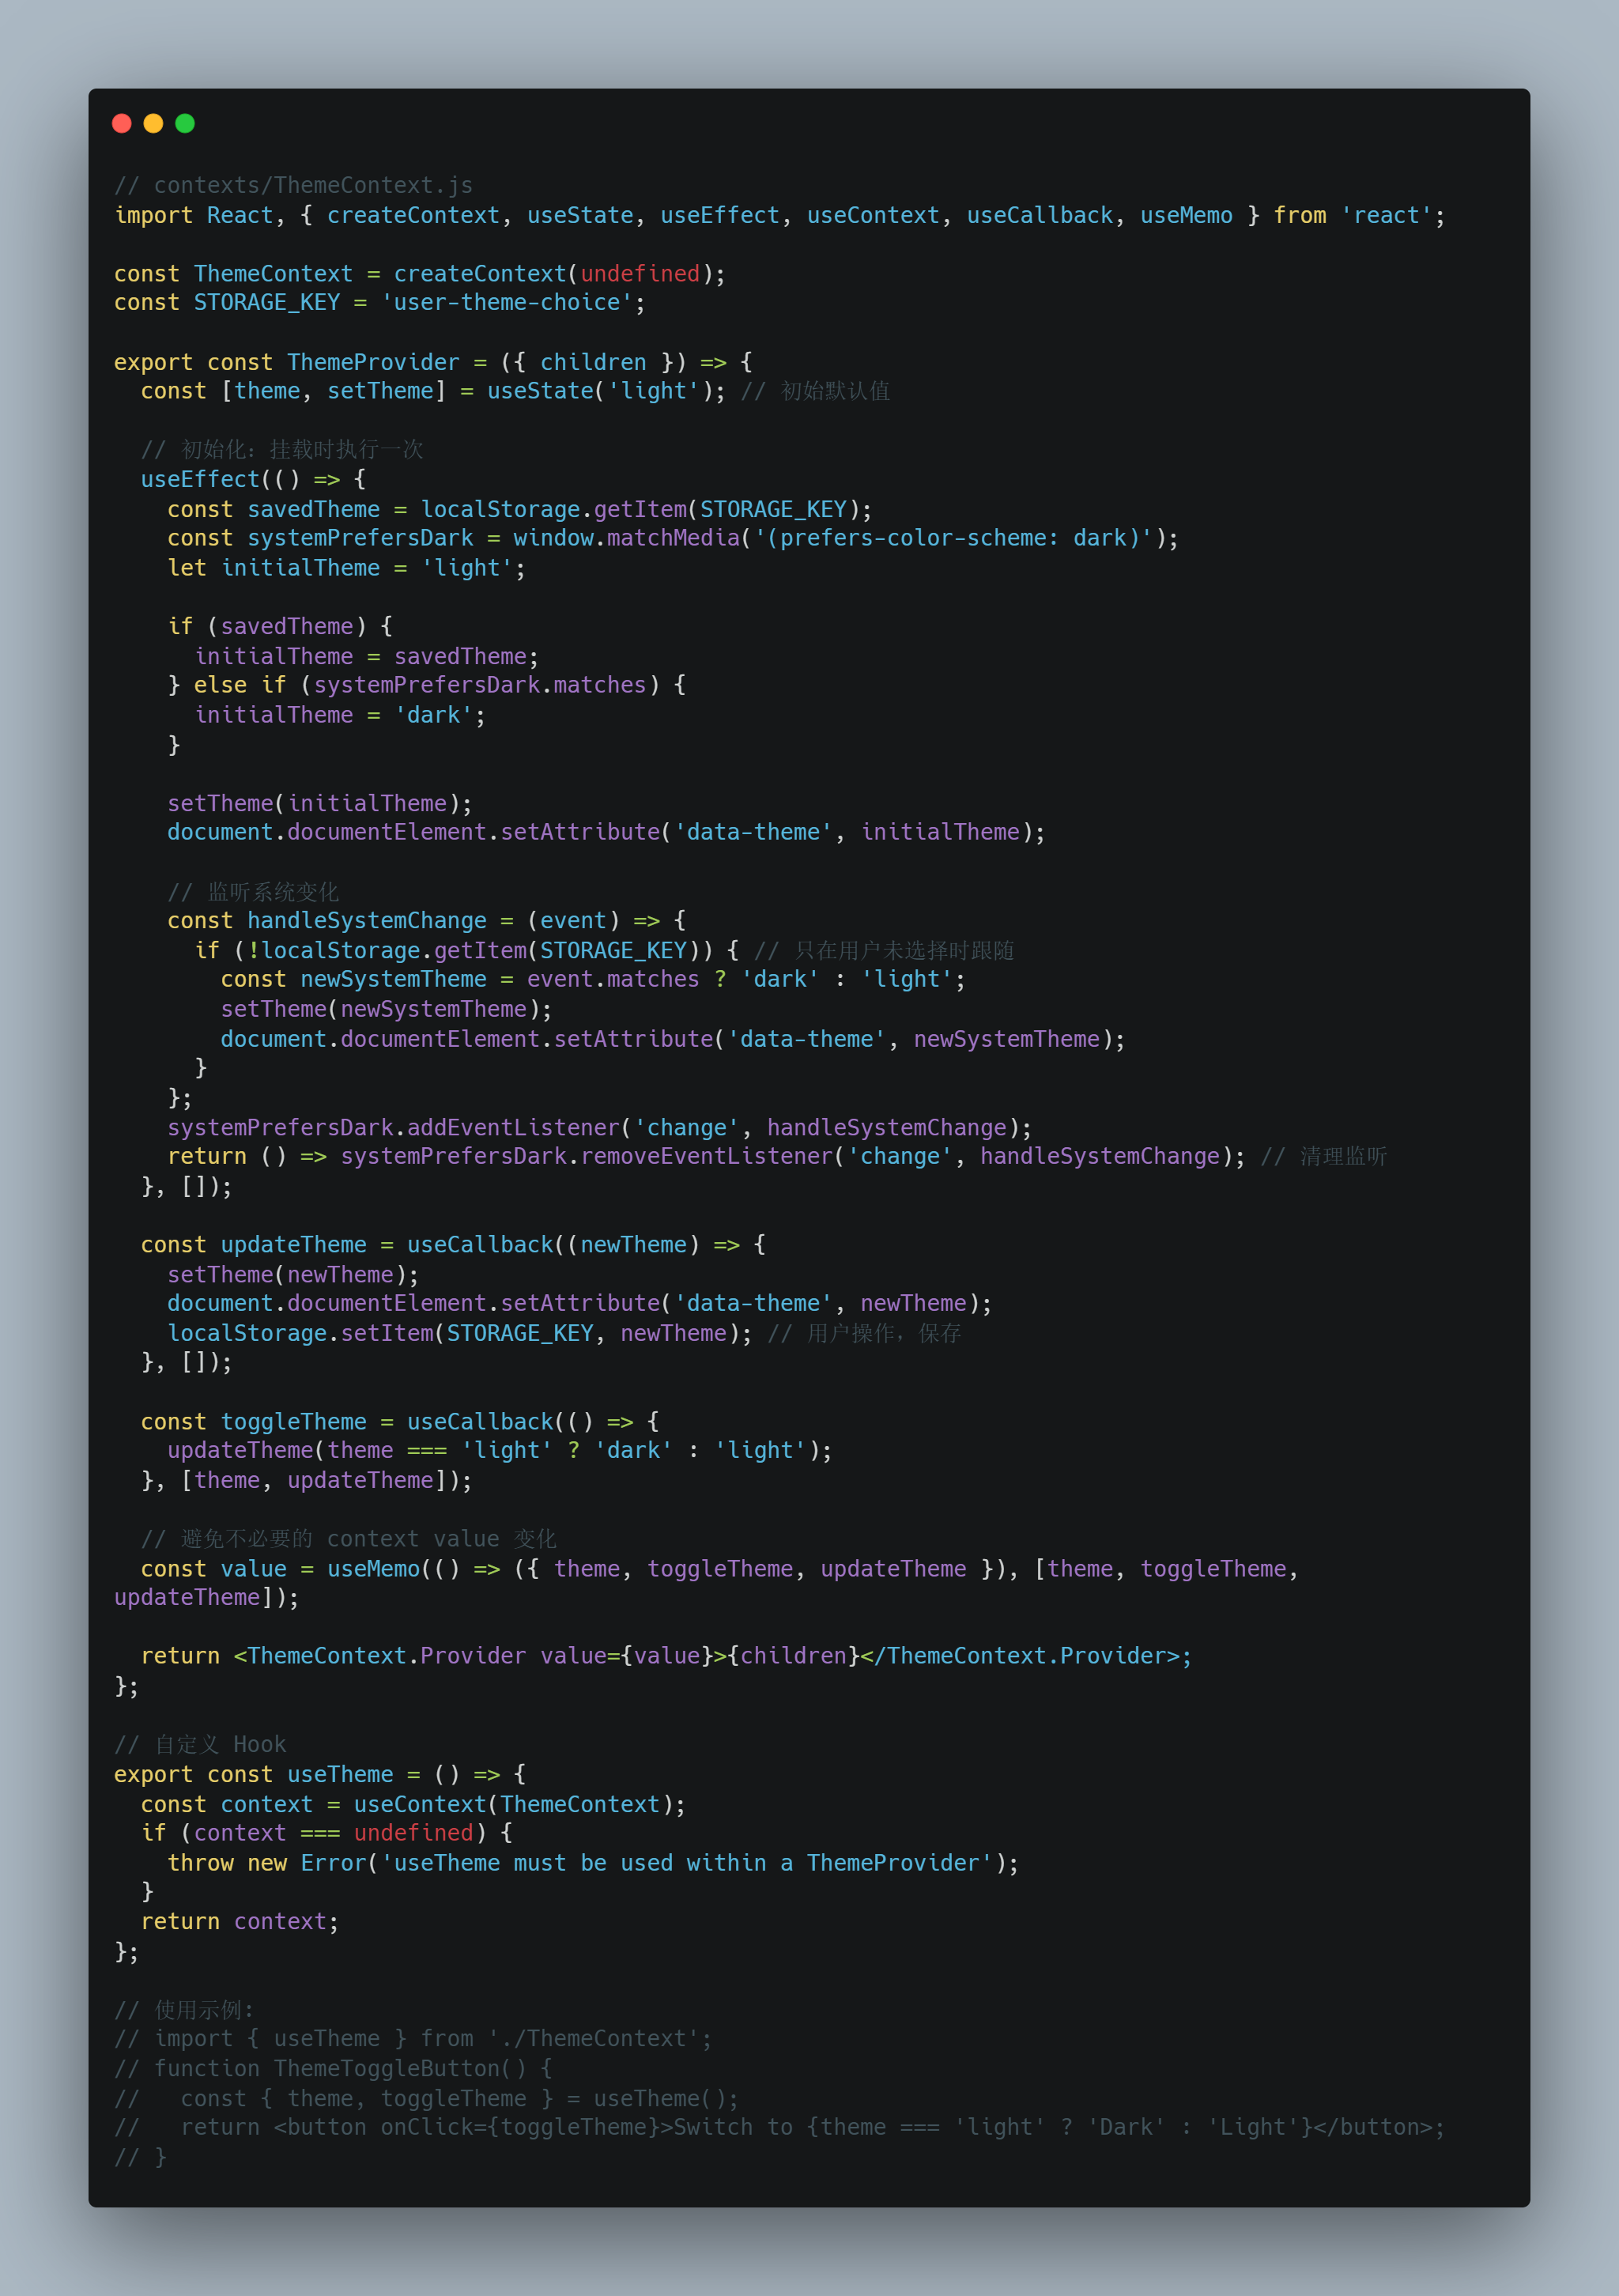 // contexts/ThemeContext.js
import React, { createContext, useState, useEffect, useContext, useCallback, useMemo } from 'react';

const ThemeContext = createContext(undefined);
const STORAGE_KEY = 'user-theme-choice';

export const ThemeProvider = ({ children }) => {
  const [theme, setTheme] = useState('light'); // 初始默认值

  // 初始化：挂载时执行一次
  useEffect(() => {
    const savedTheme = localStorage.getItem(STORAGE_KEY);
    const systemPrefersDark = window.matchMedia('(prefers-color-scheme: dark)');
    let initialTheme = 'light';

    if (savedTheme) {
      initialTheme = savedTheme;
    } else if (systemPrefersDark.matches) {
      initialTheme = 'dark';
    }

    setTheme(initialTheme);
    document.documentElement.setAttribute('data-theme', initialTheme);

    // 监听系统变化
    const handleSystemChange = (event) => {
      if (!localStorage.getItem(STORAGE_KEY)) { // 只在用户未选择时跟随
        const newSystemTheme = event.matches ? 'dark' : 'light';
        setTheme(newSystemTheme);
        document.documentElement.setAttribute('data-theme', newSystemTheme);
      }
    };
    systemPrefersDark.addEventListener('change', handleSystemChange);
    return () => systemPrefersDark.removeEventListener('change', handleSystemChange); // 清理监听
  }, []);

  const updateTheme = useCallback((newTheme) => {
    setTheme(newTheme);
    document.documentElement.setAttribute('data-theme', newTheme);
    localStorage.setItem(STORAGE_KEY, newTheme); // 用户操作，保存
  }, []);

  const toggleTheme = useCallback(() => {
    updateTheme(theme === 'light' ? 'dark' : 'light');
  }, [theme, updateTheme]);

  // 避免不必要的 context value 变化
  const value = useMemo(() => ({ theme, toggleTheme, updateTheme }), [theme, toggleTheme,
updateTheme]);

  return <ThemeContext.Provider value={value}>{children}</ThemeContext.Provider>;
};

// 自定义 Hook
export const useTheme = () => {
  const context = useContext(ThemeContext);
  if (context === undefined) {
    throw new Error('useTheme must be used within a ThemeProvider');
  }
  return context;
};

// 使用示例:
// import { useTheme } from './ThemeContext';
// function ThemeToggleButton() {
//   const { theme, toggleTheme } = useTheme();
//   return <button onClick={toggleTheme}>Switch to {theme === 'light' ? 'Dark' : 'Light'}</button>;
// }